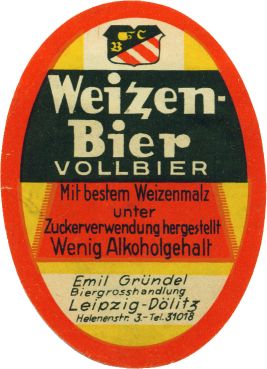 B G C
Weizen-
Bier
VOLLBIER
Mit bestem Weizenmalz
unter
Zuckerverwendung hergestellt
Wenig Alkoholgehalt
Emil Gründel
Biergrosshandlung
Leipzig-Dölitz
Helenenstr. 3.-Tel. 31018